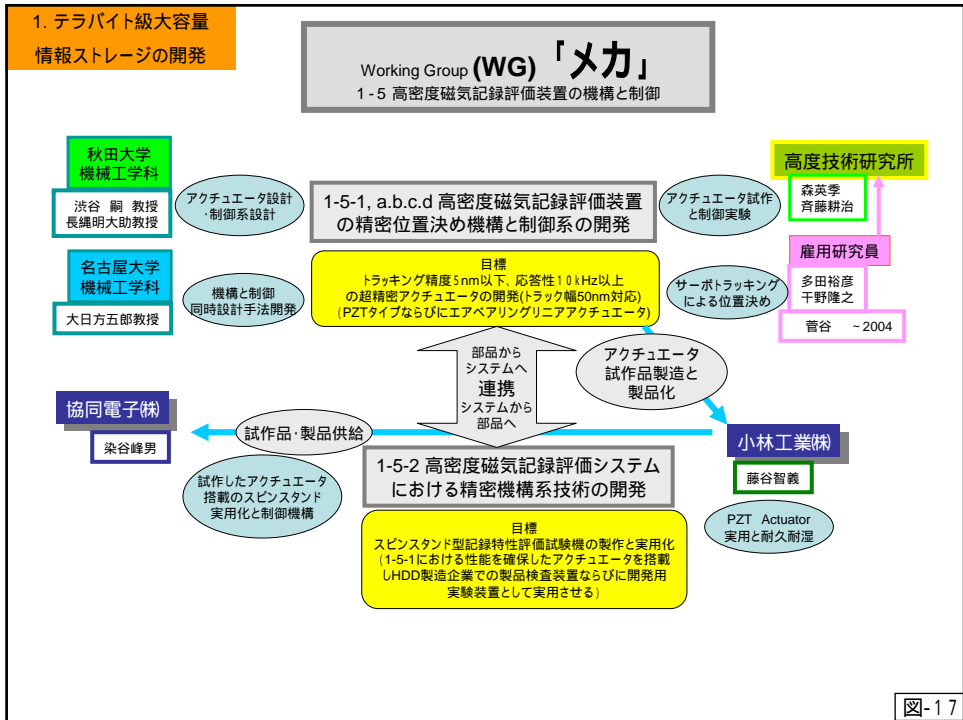 1. テラバイト級大容量
情報ストレージの開発
Working Group (WG) 「メカ」
1-5 高密度磁気記録評価装置の機構と制御
秋田大学
機械工学科
渋谷 嗣 教授
長縄明大助教授
アクチュエータ設計
・制御系設計
1-5-1, a.b.c.d 高密度磁気記録評価装置
の精密位置決め機構と制御系の開発
アクチュエータ試作
と制御実験
高度技術研究所
森英季
斉藤耕治
名古屋大学
機械工学科
大日方五郎教授
機構と制御
同時設計手法開発
目標
トラッキング精度5nm以下、応答性10kHz以上
の超精密アクチュエータの開発(トラック幅50nm対応)
(PZTタイプならびにエアベアリングリニアアクチュエータ)
サーボトラッキング
による位置決め
雇用研究員
多田裕彦
干野隆之
菅谷 ~2004
部品から
システムへ
連携
システムから
部品へ
アクチュエータ
試作品製造と
製品化
協同電子㈱
染谷峰男
試作品・製品供給
小林工業㈱
藤谷智義
試作したアクチュエータ
搭載のスピンスタンド
実用化と制御機構
1-5-2 高密度磁気記録評価システム
における精密機構系技術の開発
PZT Actuator
実用と耐久耐湿
目標
スピンスタンド型記録特性評価試験機の製作と実用化
(1-5-1における性能を確保したアクチュエータを搭載
しHDD製造企業での製品検査装置ならびに開発用
実験装置として実用させる)
図-17